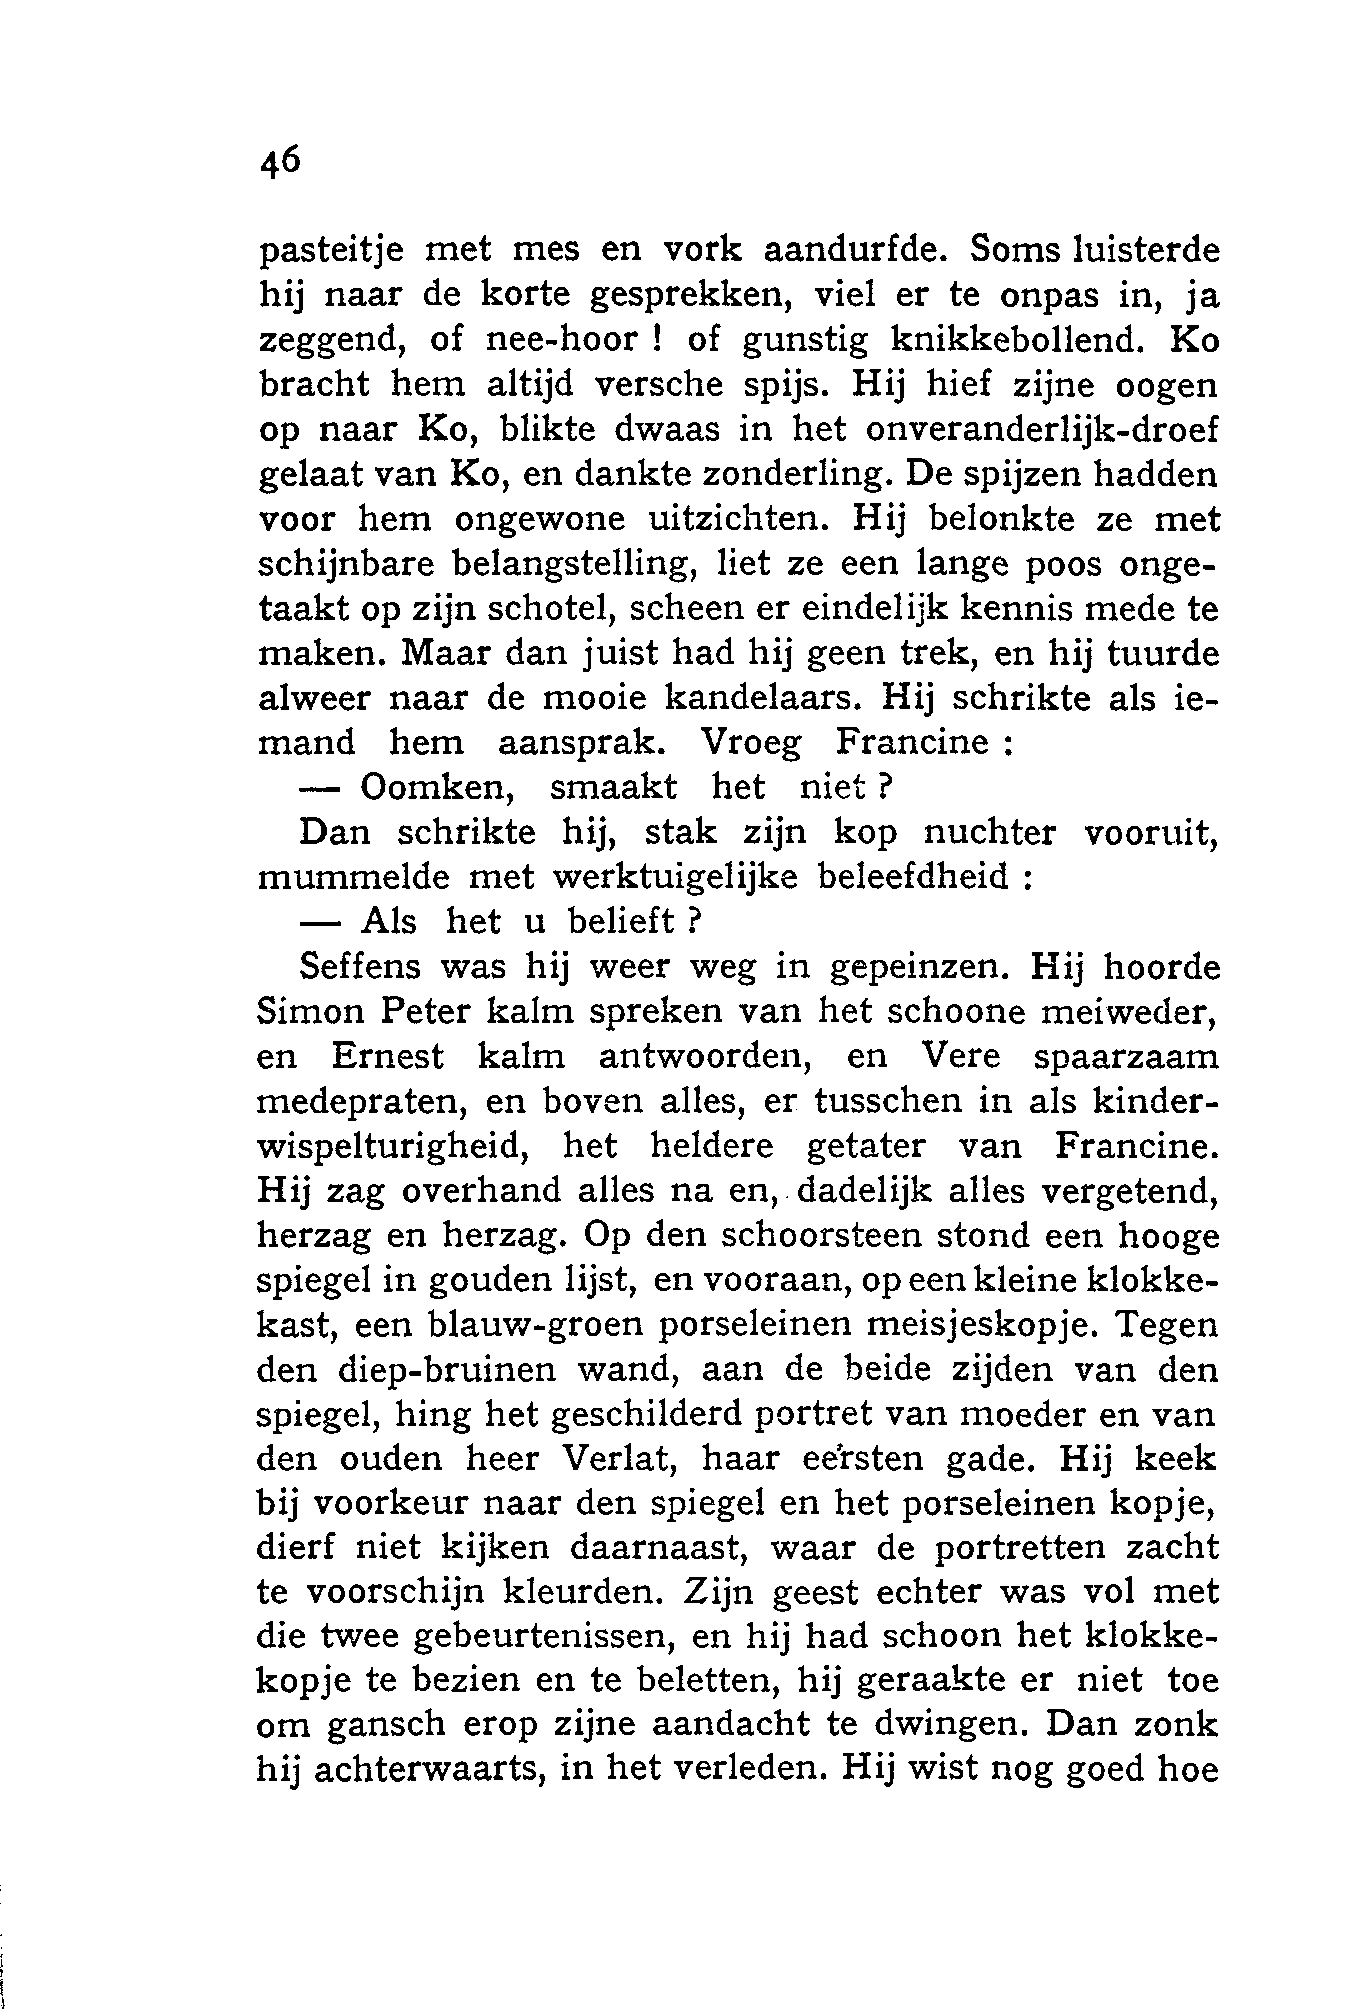 46
pasteitje met mes en vork aandurfde. Soms luisterde
hij naar de korte gesprekken, viel er te onpas in, ja
zeggend, of nee-hoor ! of gunstig knikkebollend. Ko
bracht hem altijd versche spijs. Hij hief zijne oogen
op naar Ko, blikte dwaas in het onveranderlijk-droef
gelaat van Ko, en dankte zonderling. De spijzen hadden
voor hem ongewone uitzichten. Hij belonkte ze met
schijnbare belangstelling, liet ze een lange poos onge-
taakt op zijn schotel, scheen er eindelijk kennis mede te
maken. Maar dan juist had hij geen trek, en hij tuurde
alweer naar de mooie kandelaars. Hij schrikte als ie-
mand hem aansprak. Vroeg Francine :
— Oomken, smaakt het niet ?
Dan schrikte hij, stak zijn kop nuchter vooruit,
mummelde met werktuigelijke beleefdheid :
— Als het u belieft ?
Seffens was hij weer weg in gepeinzen. Hij hoorde
Simon Peter kalm spreken van het schoone meiweder,
en Ernest kalm antwoorden, en Vere spaarzaam
medepraten, en boven alles, er tusschen in als kinder-
wispelturigheid, het heldere getater van Francine.
Hij zag overhand alles na en, dadelijk alles vergetend,
herzag en herzag. Op den schoorsteen stond een hooge
spiegel in gouden lijst, en vooraan, op een kleine klokke-
kast, een blauw-groen porseleinen meisjeskopje. Tegen
den diep-bruinen wand, aan de beide zijden van den
spiegel, hing het geschilderd portret van moeder en van
den ouden heer Verlat, haar eersten gade. Hij keek
bij voorkeur naar den spiegel en het porseleinen kopje,
dierf niet kijken daarnaast, waar de portretten zacht
te voorschijn kleurden. Zijn geest echter was vol met
die twee gebeurtenissen, en hij had schoon het klokke-
kopje te bezien en te beletten, hij geraakte er niet toe
om gansch erop zijne aandacht te dwingen. Dan zonk
hij achterwaarts, in het verleden. Hij wist nog goed hoe